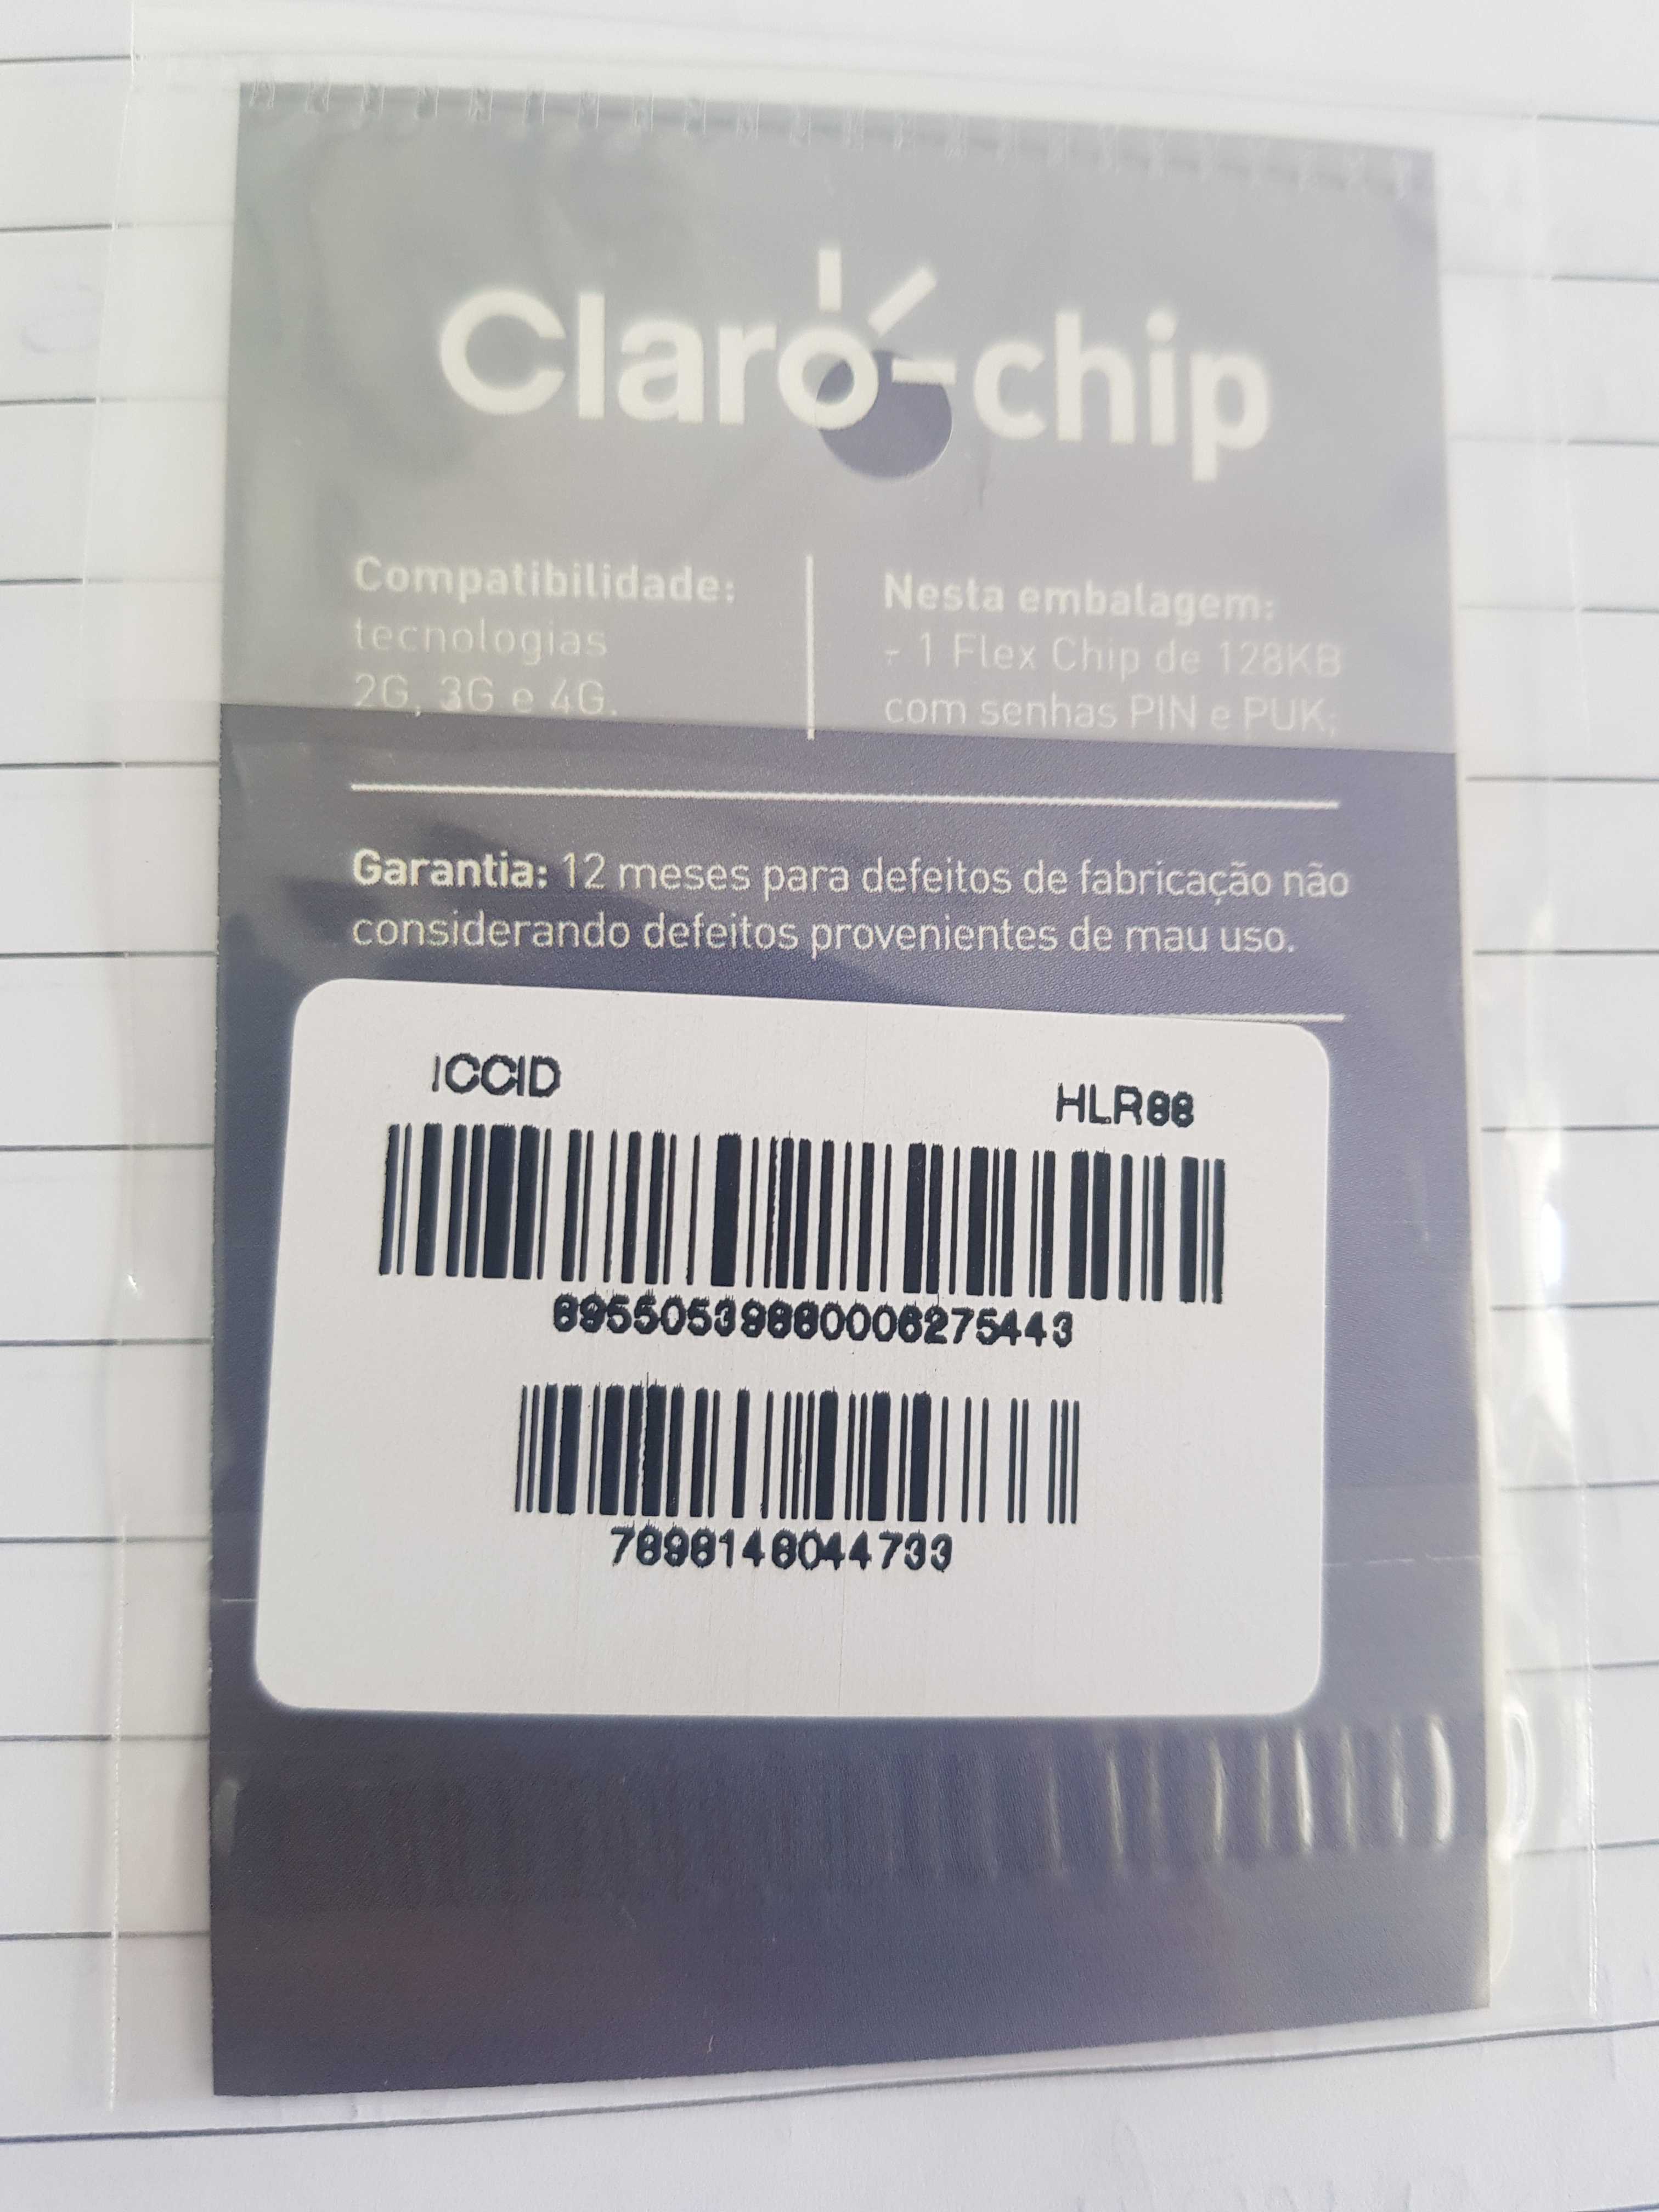 Claro-chip
Compatibilidade:
tecnologias
2G, 3G e 4G.
Nesta embalagem:
- 1 Flex Chip de 128KB
com senhas PIN e PUK;
Garantia: 12 meses para defeitos de fabricação não
considerando defeitos provenientes de mau uso.
ICCID
HLR88
89550539880006275443
7898148044733